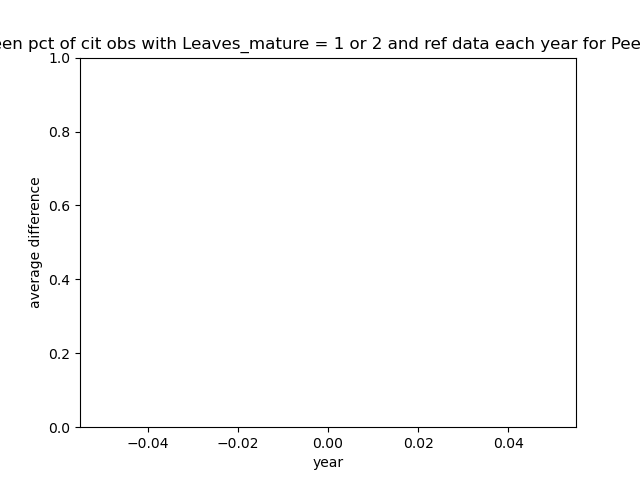 een pct of cit obs with Leaves_mature = 1 or 2 and ref data each year for Pee
1.0
0.8
0.6
0.4
0.2
0.0
average difference
−0.04 −0.02 0.00 0.02 0.04
year